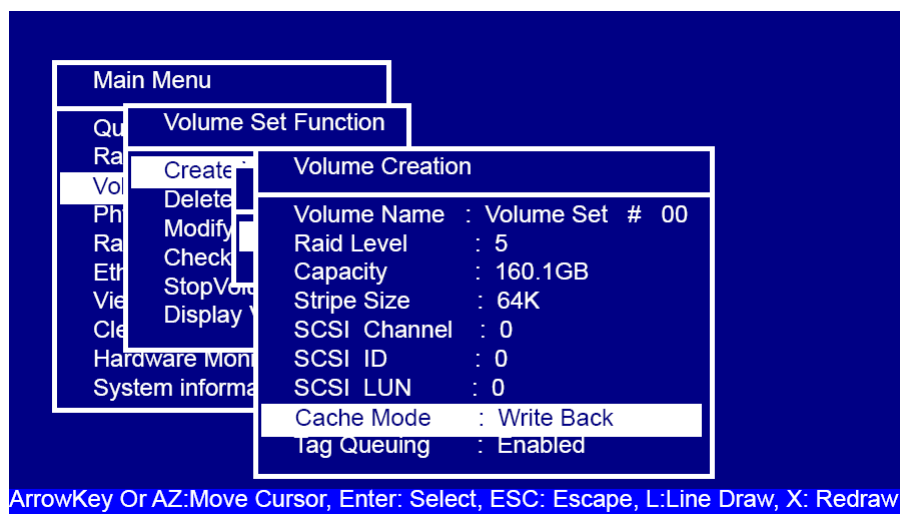 Main Menu
Volume Set Function
Qu
Ra
Create
Volume Creation
Vol
Delete
Ph
Modify
Volume Name : Volume Set # 00
Ra
Check
Raid Level : 5
Eth
StopVolu
Capacity : 160.1GB
Vie
Display
Stripe Size : 64K
Cle
SCSI Channel : 0
Hardware Moni
SCSI ID : 0
System informa
SCSI LUN : 0
Cache Mode : Write Back
Tag Queuing : Enabled
ArrowKey Or AZ:Move Cursor, Enter: Select, ESC: Escape, L:Line Draw, X: Redraw